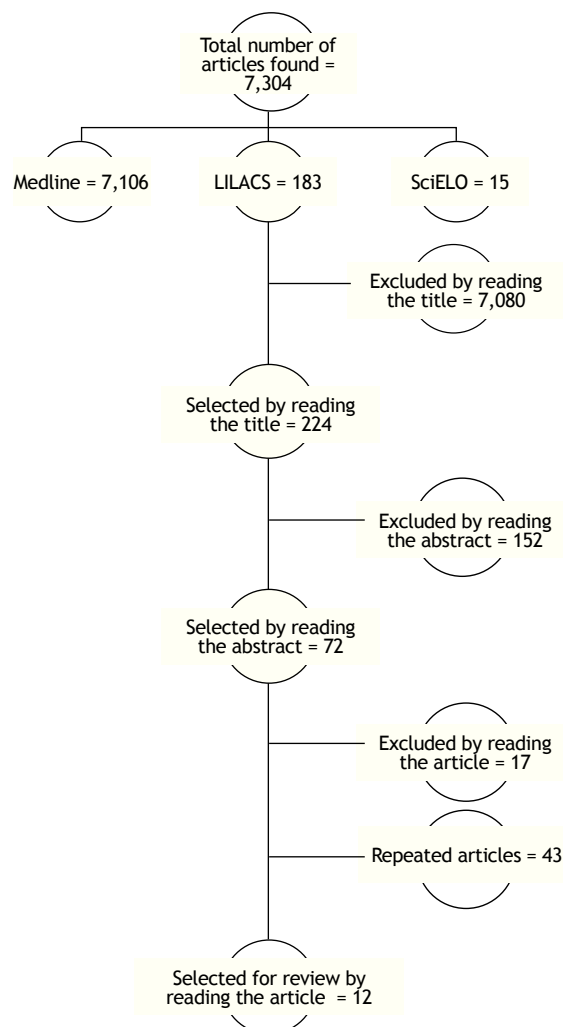 Total number of
articles found =
7,304
Medline = 7,106
LILACS = 183
SciELO = 15
Excluded by reading
the title = 7,080
Selected by reading
the title = 224
Excluded by reading
the abstract = 152
Selected by reading
the abstract = 72
Excluded by reading
the article = 17
Repeated articles = 43
Selected for review by
reading the article = 12